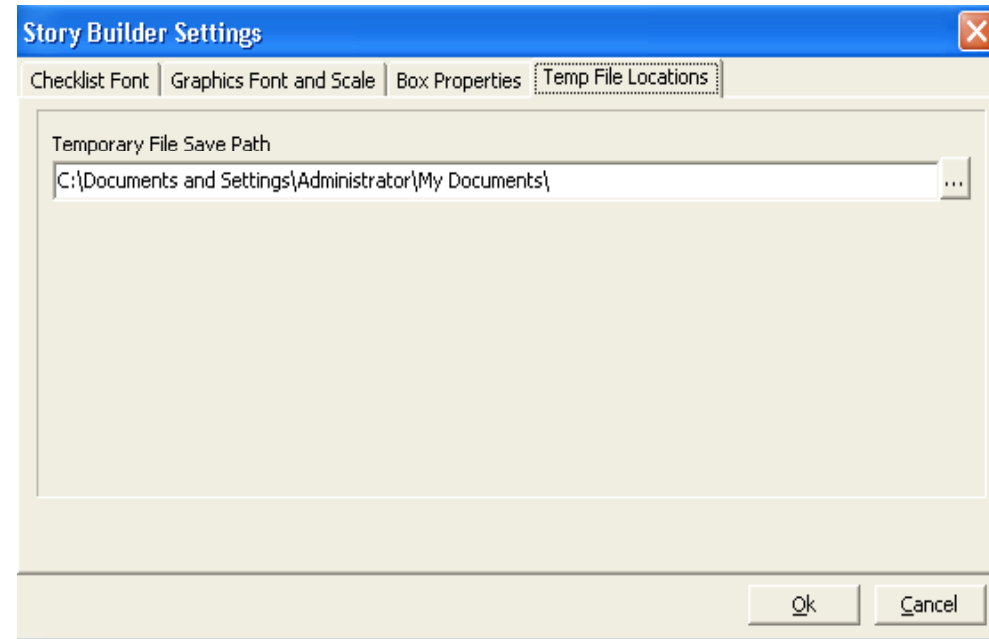 Story Builder Settings
Checklist Font Graphics Font and Scale Box Properties Temp File Locations
Temporary File Save Path
C:\Documents and Settings\Administrator\My Documents\ ...
Ok Cancel